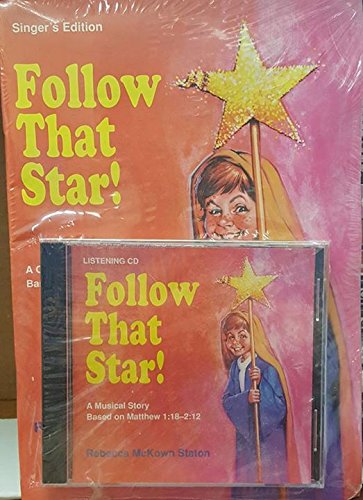 Singer's Edition
Follow
That
Star!
A C
Bas
LISTENING CD
Follow
That
Star!
A Musical Story
Based on Matthew 1:18–2:12
Rebecca McKown Staton